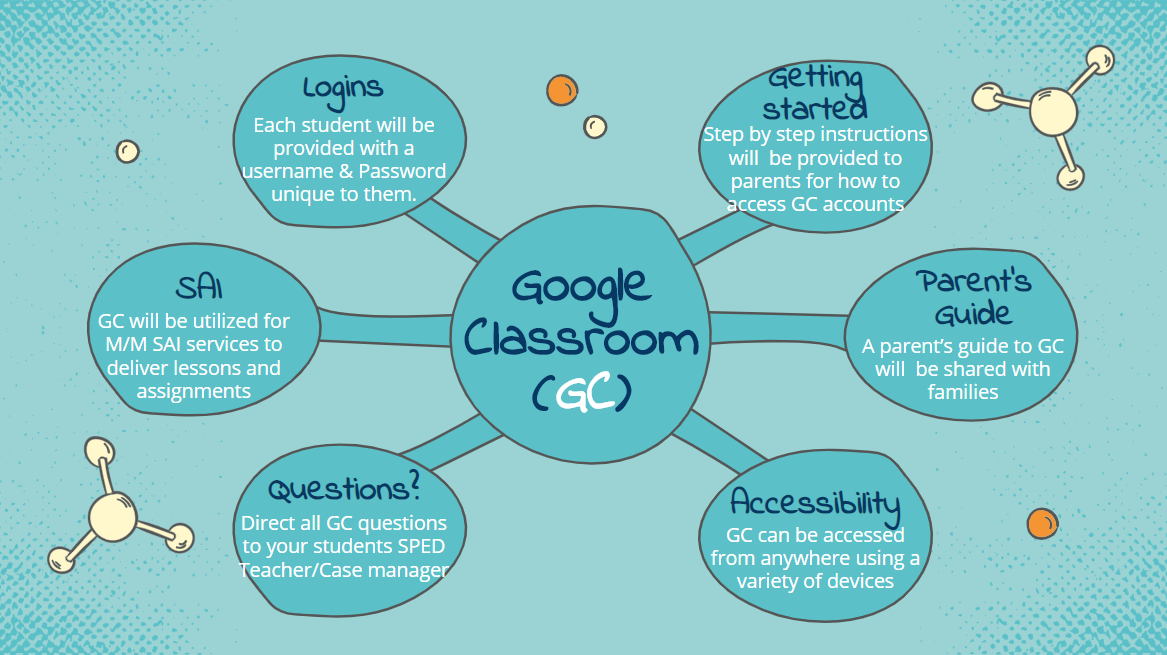 Logins
Each student will be
provided with a
username & Password
unique to them.
Getting
started
Step by step instructions
will  be provided to
parents for how to
access GC accounts
SAI
GC will be utilized for
M/M SAI services to
deliver lessons and
assignments
Google
Classroom
(GC)
Parent's
Guide
A parent’s guide to GC
will  be shared with
families
Questions?
Direct all GC questions
to your students SPED
Teacher/Case manager
Accessibility
GC can be accessed
from anywhere using a
variety of devices